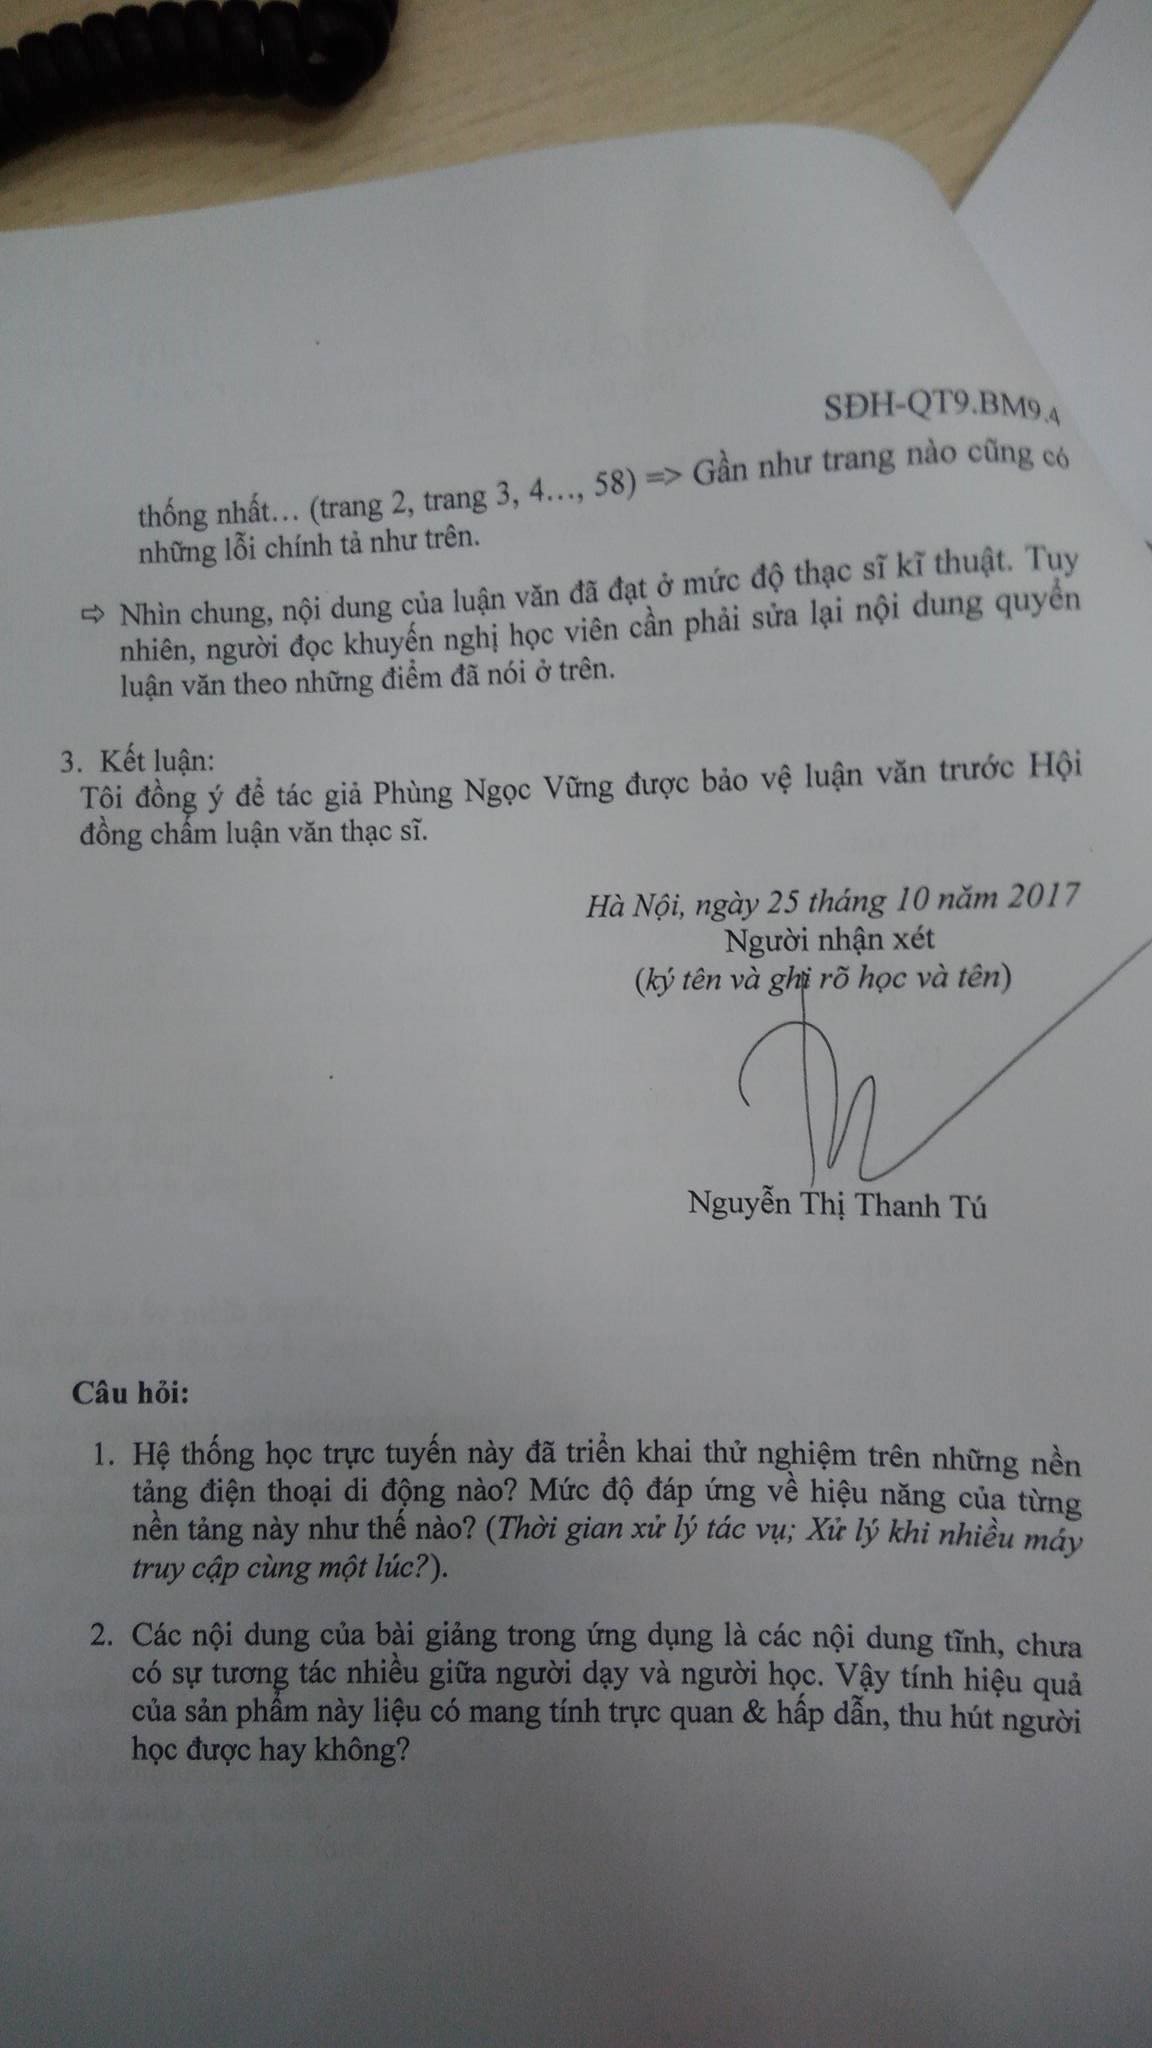 SĐH-QT9.BM9.4
thống nhất... (trang 2, trang 3, 4..., 58) => Gần như trang nào cũng có
những lỗi chính tả như trên.
⇨ Nhìn chung, nội dung của luận văn đã đạt ở mức độ thạc sĩ kĩ thuật. Tuy
nhiên, người đọc khuyến nghị học viên cần phải sửa lại nội dung quyển
luận văn theo những điểm đã nói ở trên.
3. Kết luận:
Tôi đồng ý để tác giả Phùng Ngọc Vững được bảo vệ luận văn trước Hội
đồng chấm luận văn thạc sĩ.
Hà Nội, ngày 25 tháng 10 năm 2017
Người nhận xét
(ký tên và ghi rõ học và tên)
Nguyễn Thị Thanh Tú
Câu hỏi:
1. Hệ thống học trực tuyến này đã triển khai thử nghiệm trên những nền
tảng điện thoại di động nào? Mức độ đáp ứng về hiệu năng của từng
nền tảng này như thế nào? (Thời gian xử lý tác vụ; Xử lý khi nhiều máy
truy cập cùng một lúc?).
2. Các nội dung của bài giảng trong ứng dụng là các nội dung tĩnh, chưa
có sự tương tác nhiều giữa người dạy và người học. Vậy tính hiệu quả
của sản phẩm này liệu có mang tính trực quan & hấp dẫn, thu hút người
học được hay không?